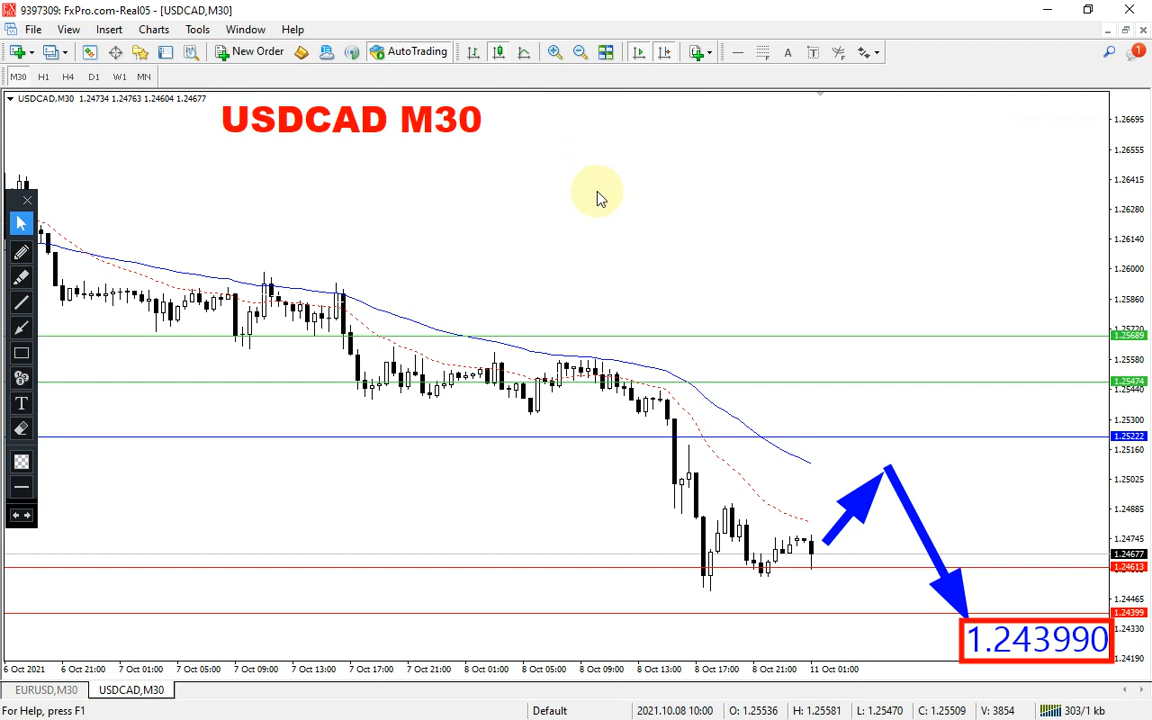 9397309: FxPro.com-Real05 - [USDCAD,M30]
File View Insert Charts Tools Window Help
New Order AutoTrading A T 1
M30 H1 H4 D1 W1 MN
USDCAD,M30 1.24734 1.24763 1.24604 1.24677
USDCAD M30
1.26695
1.26555
1.26415
1.26280
1.26140
1.26000
1.25860
1.25720
1.25689
1.25580
1.25474
1.25440
1.25300
1.25222
1.25160
1.25025
1.24885
1.24745
1.24677
1.24613
1.24465
1.24399
1.24330
1.243990
1.24190
T
6 Oct 2021 6 Oct 21:00 7 Oct 01:00 7 Oct 05:00 7 Oct 09:00 7 Oct 13:00 7 Oct 17:00 7 Oct 21:00 8 Oct 01:00 8 Oct 05:00 8 Oct 09:00 8 Oct 13:00 8 Oct 17:00 8 Oct 21:00 11 Oct 01:00
EURUSD,M30 USDCAD,M30
For Help, press F1 Default 2021.10.08 10:00 O: 1.25536 H: 1.25581 L: 1.25470 C: 1.25509 V: 3854 303/1 kb